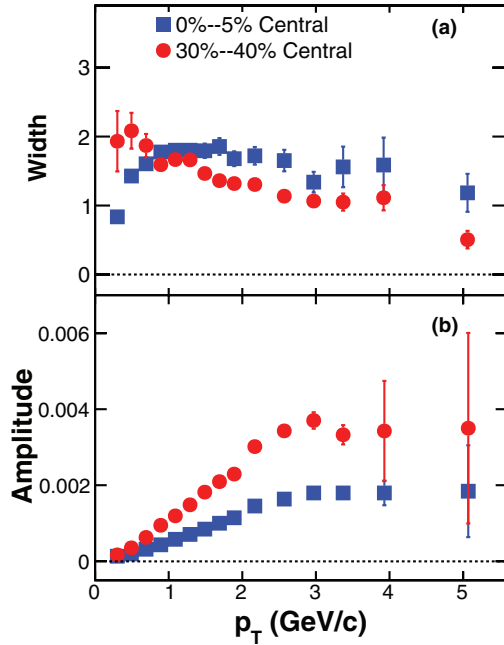 0%--5% Central
(a)
30%--40% Central
3
2
1
0
Width
(b)
0.006
0.004
0.002
0
Amplitude
0 1 2 3 4 5
p_T (GeV/c)